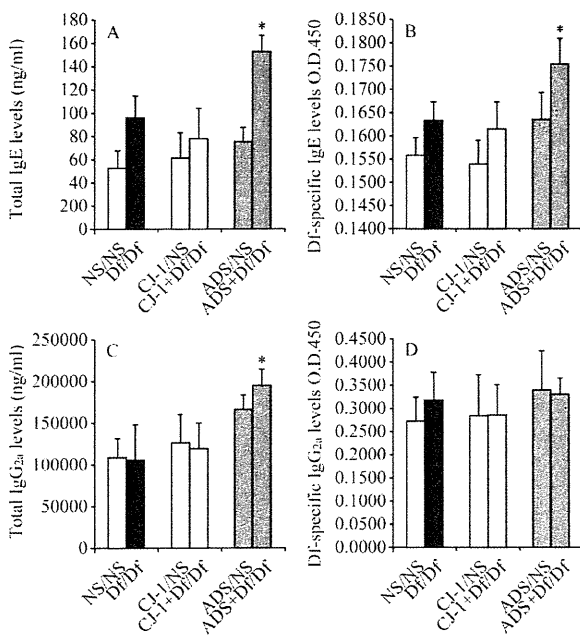 A
Total IgE levels (ng/ml)
180
160
140
120
100
80
60
40
20
0
*
NS/NS
Df/Df
CJ-1/NS
CJ-1+Df/Df
ADS/NS
ADS+Df/Df
B
Df-specific IgE levels O.D.450
0.1900
0.1850
0.1800
0.1750
0.1700
0.1650
0.1600
0.1550
0.1500
0.1450
0.1400
*
NS/NS
Df/Df
CJ-1/NS
CJ-1+Df/Df
ADS/NS
ADS+Df/Df
C
Total IgG2a levels (ng/ml)
250000
200000
150000
100000
50000
0
*
NS/NS
Df/Df
CJ-1/NS
CJ-1+Df/Df
ADS/NS
ADS+Df/Df
D
Df-specific IgG2a levels O.D.450
0.5000
0.4500
0.4000
0.3500
0.3000
0.2500
0.2000
0.1500
0.1000
0.0500
0.0000
NS/NS
Df/Df
CJ-1/NS
CJ-1+Df/Df
ADS/NS
ADS+Df/Df